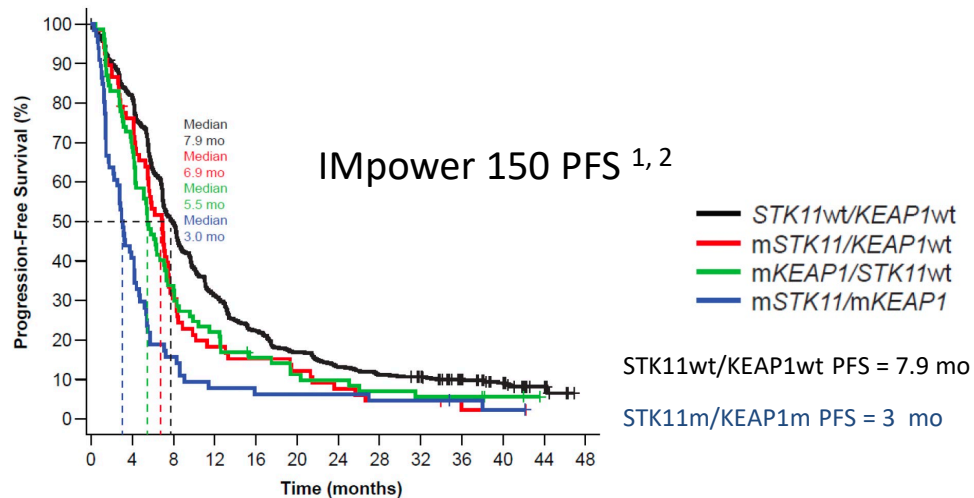 IMpower 150 PFS 1, 2
Progression-Free Survival (%)
100
90
80
70
60
50
40
30
20
10
0
Median
7.9 mo
Median
6.9 mo
Median
5.5 mo
Median
3.0 mo
0 4 8 12 16 20 24 28 32 36 40 44 48
Time (months)
STK11wt/KEAP1wt
mSTK11/KEAP1wt
mKEAP1/STK11wt
mSTK11/mKEAP1
STK11wt/KEAP1wt PFS = 7.9 mo
STK11m/KEAP1m PFS = 3 mo